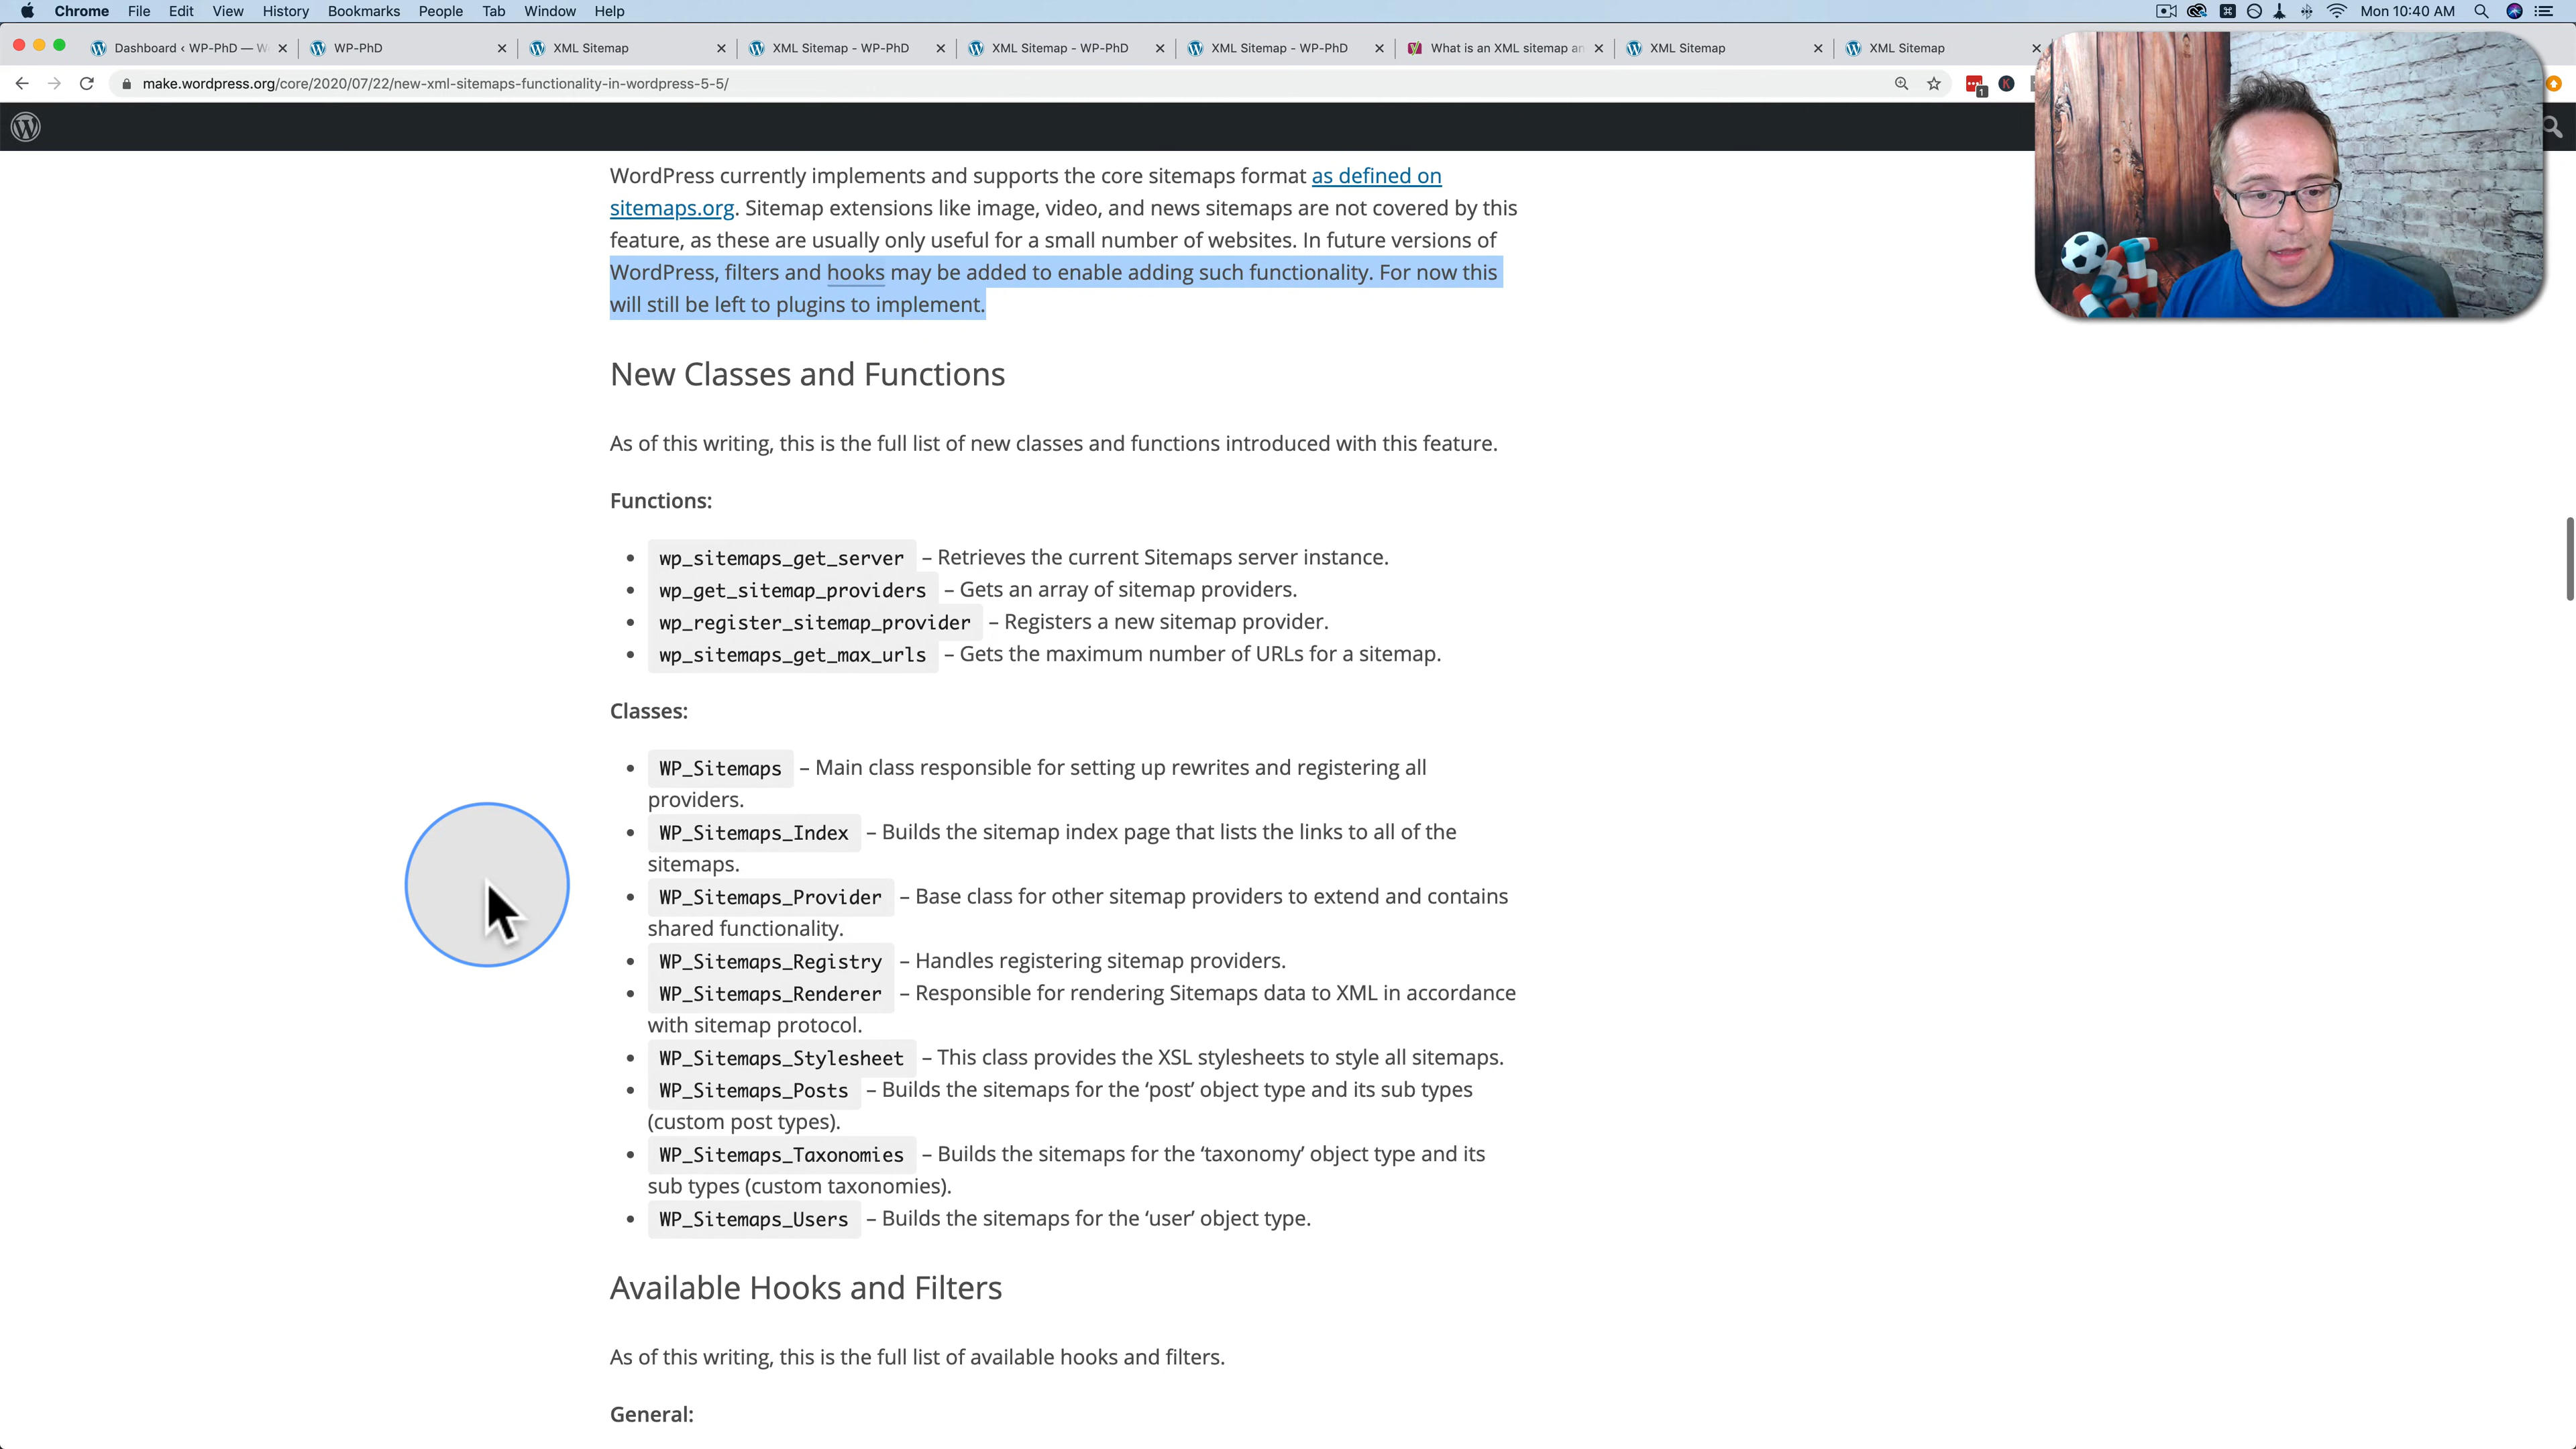 Chrome File Edit View History Bookmarks People Tab Window Help Mon 10:40 AM
Dashboard ‹ WP-PhD — W WP-PhD XML Sitemap XML Sitemap - WP-PhD XML Sitemap - WP-PhD XML Sitemap - WP-PhD What is an XML sitemap an XML Sitemap XML Sitemap
make.wordpress.org/core/2020/07/22/new-xml-sitemaps-functionality-in-wordpress-5-5/
WordPress currently implements and supports the core sitemaps format as defined on
sitemaps.org. Sitemap extensions like image, video, and news sitemaps are not covered by this
feature, as these are usually only useful for a small number of websites. In future versions of
WordPress, filters and hooks may be added to enable adding such functionality. For now this
will still be left to plugins to implement.
New Classes and Functions
As of this writing, this is the full list of new classes and functions introduced with this feature.
Functions:
• wp_sitemaps_get_server – Retrieves the current Sitemaps server instance.
• wp_get_sitemap_providers – Gets an array of sitemap providers.
• wp_register_sitemap_provider – Registers a new sitemap provider.
• wp_sitemaps_get_max_urls – Gets the maximum number of URLs for a sitemap.
Classes:
• WP_Sitemaps – Main class responsible for setting up rewrites and registering all
providers.
• WP_Sitemaps_Index – Builds the sitemap index page that lists the links to all of the
sitemaps.
• WP_Sitemaps_Provider – Base class for other sitemap providers to extend and contains
shared functionality.
• WP_Sitemaps_Registry – Handles registering sitemap providers.
• WP_Sitemaps_Renderer – Responsible for rendering Sitemaps data to XML in accordance
with sitemap protocol.
• WP_Sitemaps_Stylesheet – This class provides the XSL stylesheets to style all sitemaps.
• WP_Sitemaps_Posts – Builds the sitemaps for the ‘post’ object type and its sub types
(custom post types).
• WP_Sitemaps_Taxonomies – Builds the sitemaps for the ‘taxonomy’ object type and its
sub types (custom taxonomies).
• WP_Sitemaps_Users – Builds the sitemaps for the ‘user’ object type.
Available Hooks and Filters
As of this writing, this is the full list of available hooks and filters.
General: